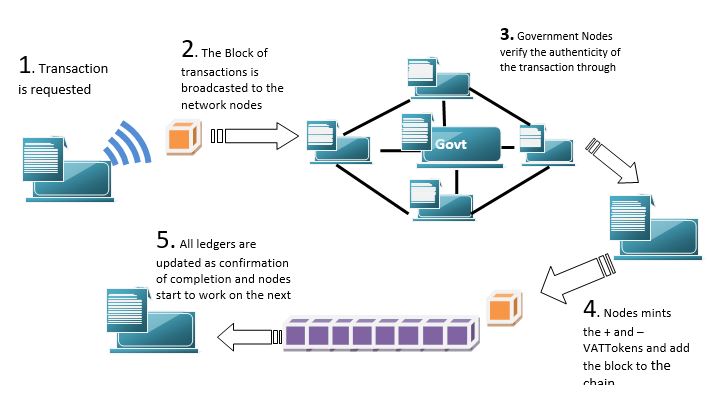 1. Transaction
is requested
2. The Block of
transactions is
broadcasted to the
network nodes
3. Government Nodes
verify the authenticity of
the transaction through
Govt
4. Nodes mints
the + and –
VATTokens and add
the block to the
chain
5. All ledgers are
updated as confirmation
of completion and nodes
start to work on the next